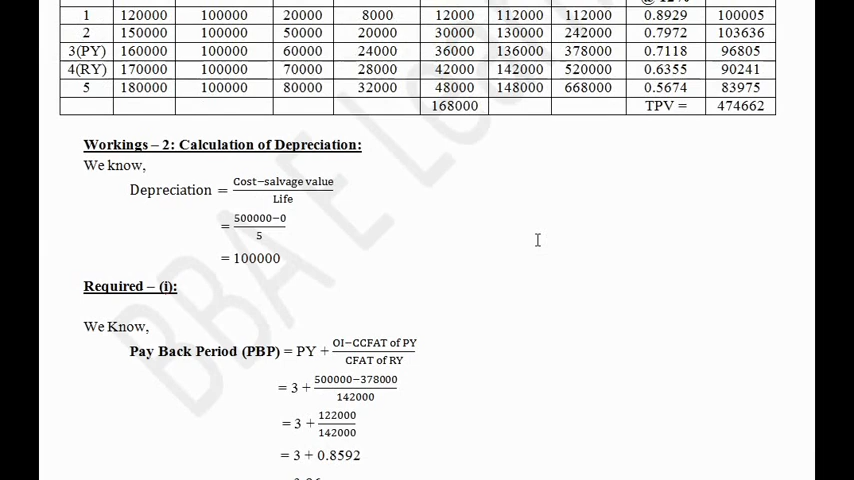 @ 12%
1 120000 100000 20000 8000 12000 112000 112000 0.8929 100005
2 150000 100000 50000 20000 30000 130000 242000 0.7972 103636
3(PY) 160000 100000 60000 24000 36000 136000 378000 0.7118 96805
4(RY) 170000 100000 70000 28000 42000 142000 520000 0.6355 90241
5 180000 100000 80000 32000 48000 148000 668000 0.5674 83975
168000 TPV = 474662
Workings – 2: Calculation of Depreciation:
We know,
Depreciation = Cost−salvage value / Life
= 500000−0 / 5
= 100000
Required – (i):
We Know,
Pay Back Period (PBP) = PY + OI−CCFAT of PY / CFAT of RY
= 3 + 500000−378000 / 142000
= 3 + 122000 / 142000
= 3 + 0.8592
BBA E Lear